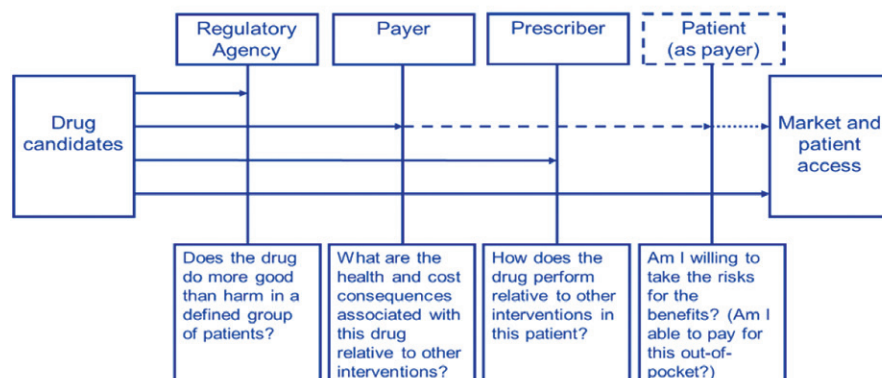 Regulatory
Agency
Payer
Prescriber
Patient
(as payer)
Drug
candidates
Market and
patient
access
Does the drug
do more good
than harm in a
defined group
of patients?
What are the
health and cost
consequences
associated with
this drug
relative to other
interventions?
How does the
drug perform
relative to other
interventions in
this patient?
Am I willing to
take the risks
for the
benefits? (Am I
able to pay for
this out-of-
pocket?)